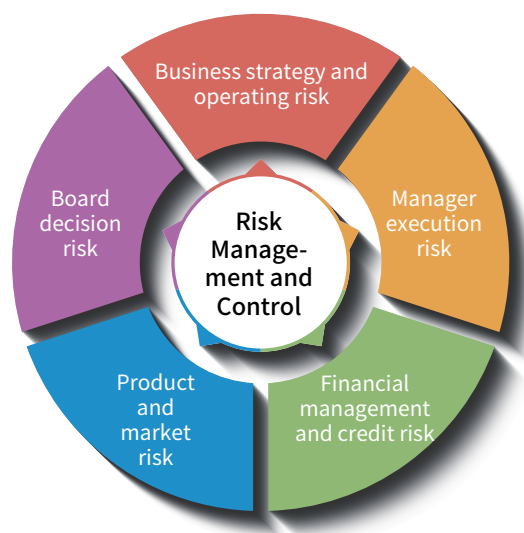 Business strategy and
operating risk
Board
decision
risk
Manager
execution
risk
Risk
Manage-
ment and
Control
Product
and
market
risk
Financial
management
and credit risk